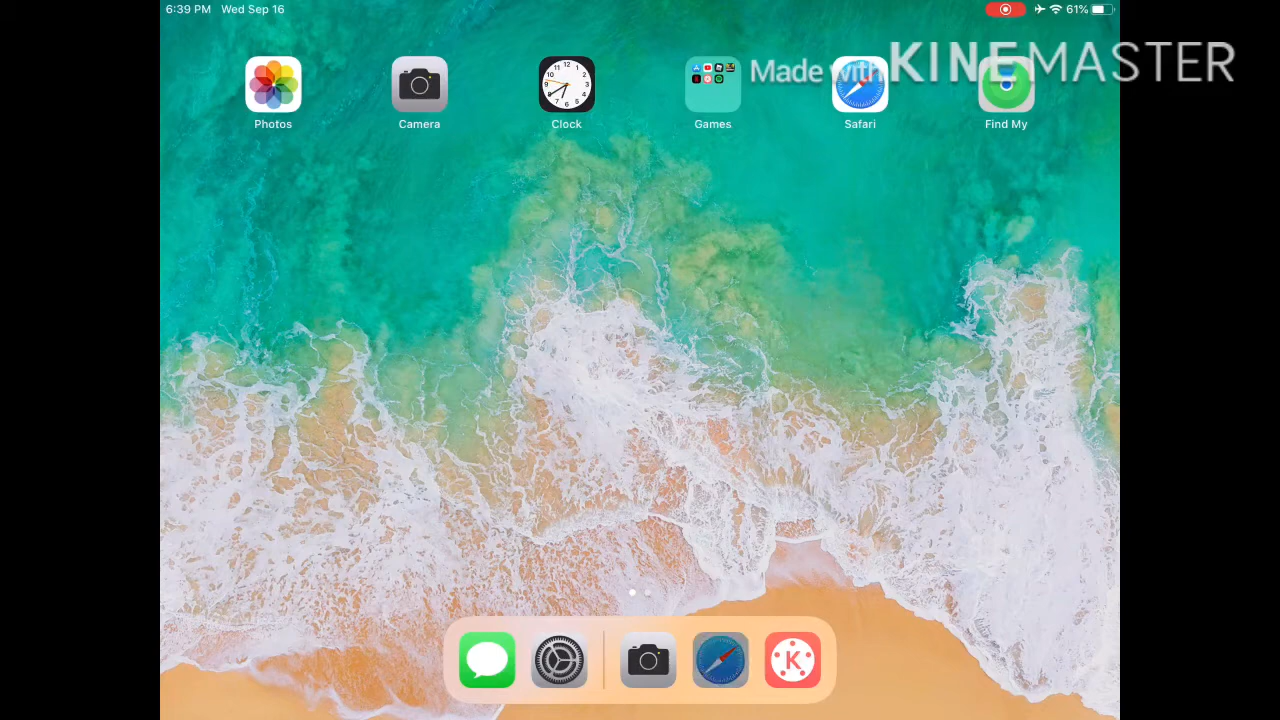 6:39 PM Wed Sep 16
61%
Made with KINEMASTER
Photos
Camera
Clock
Games
Safari
Find My
K